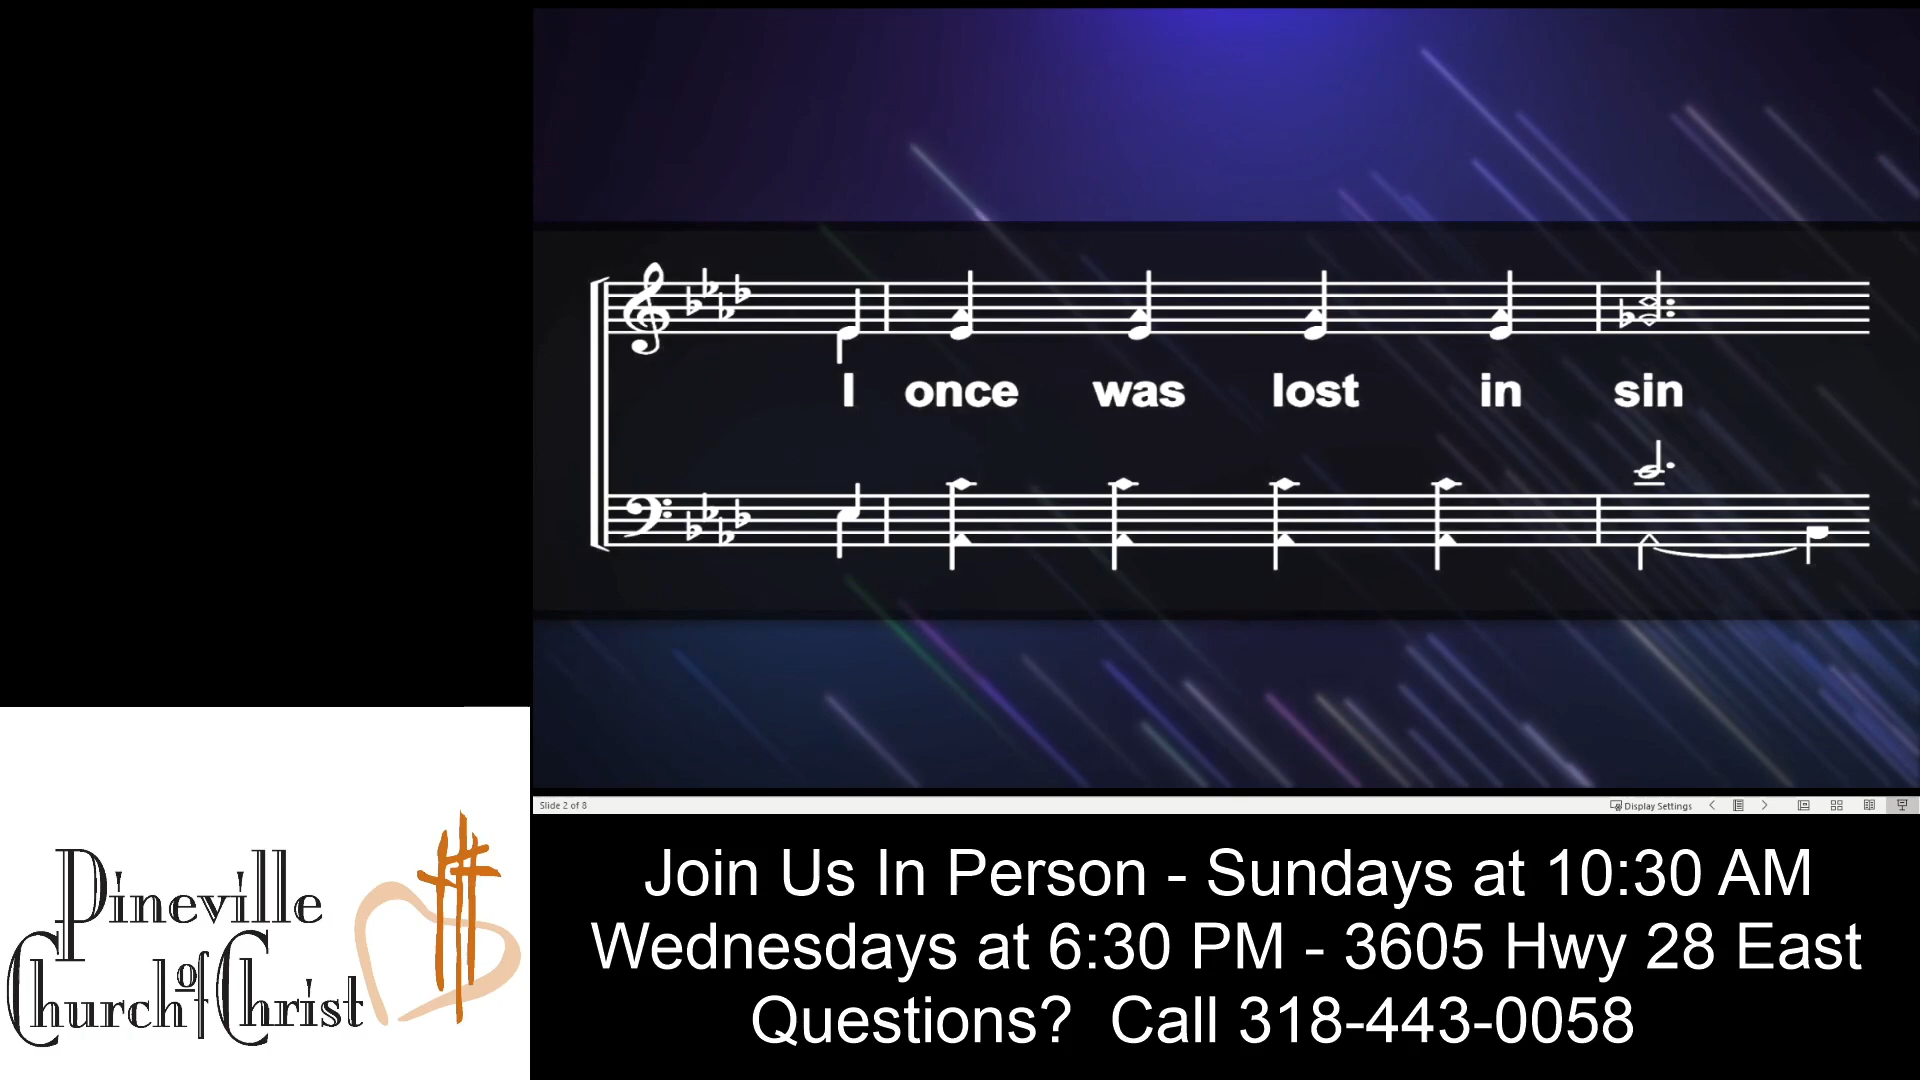 I once was lost in sin
Slide 2 of 8
Display Settings
Pineville
Church of Christ
Join Us In Person - Sundays at 10:30 AM
Wednesdays at 6:30 PM - 3605 Hwy 28 East
Questions? Call 318-443-0058